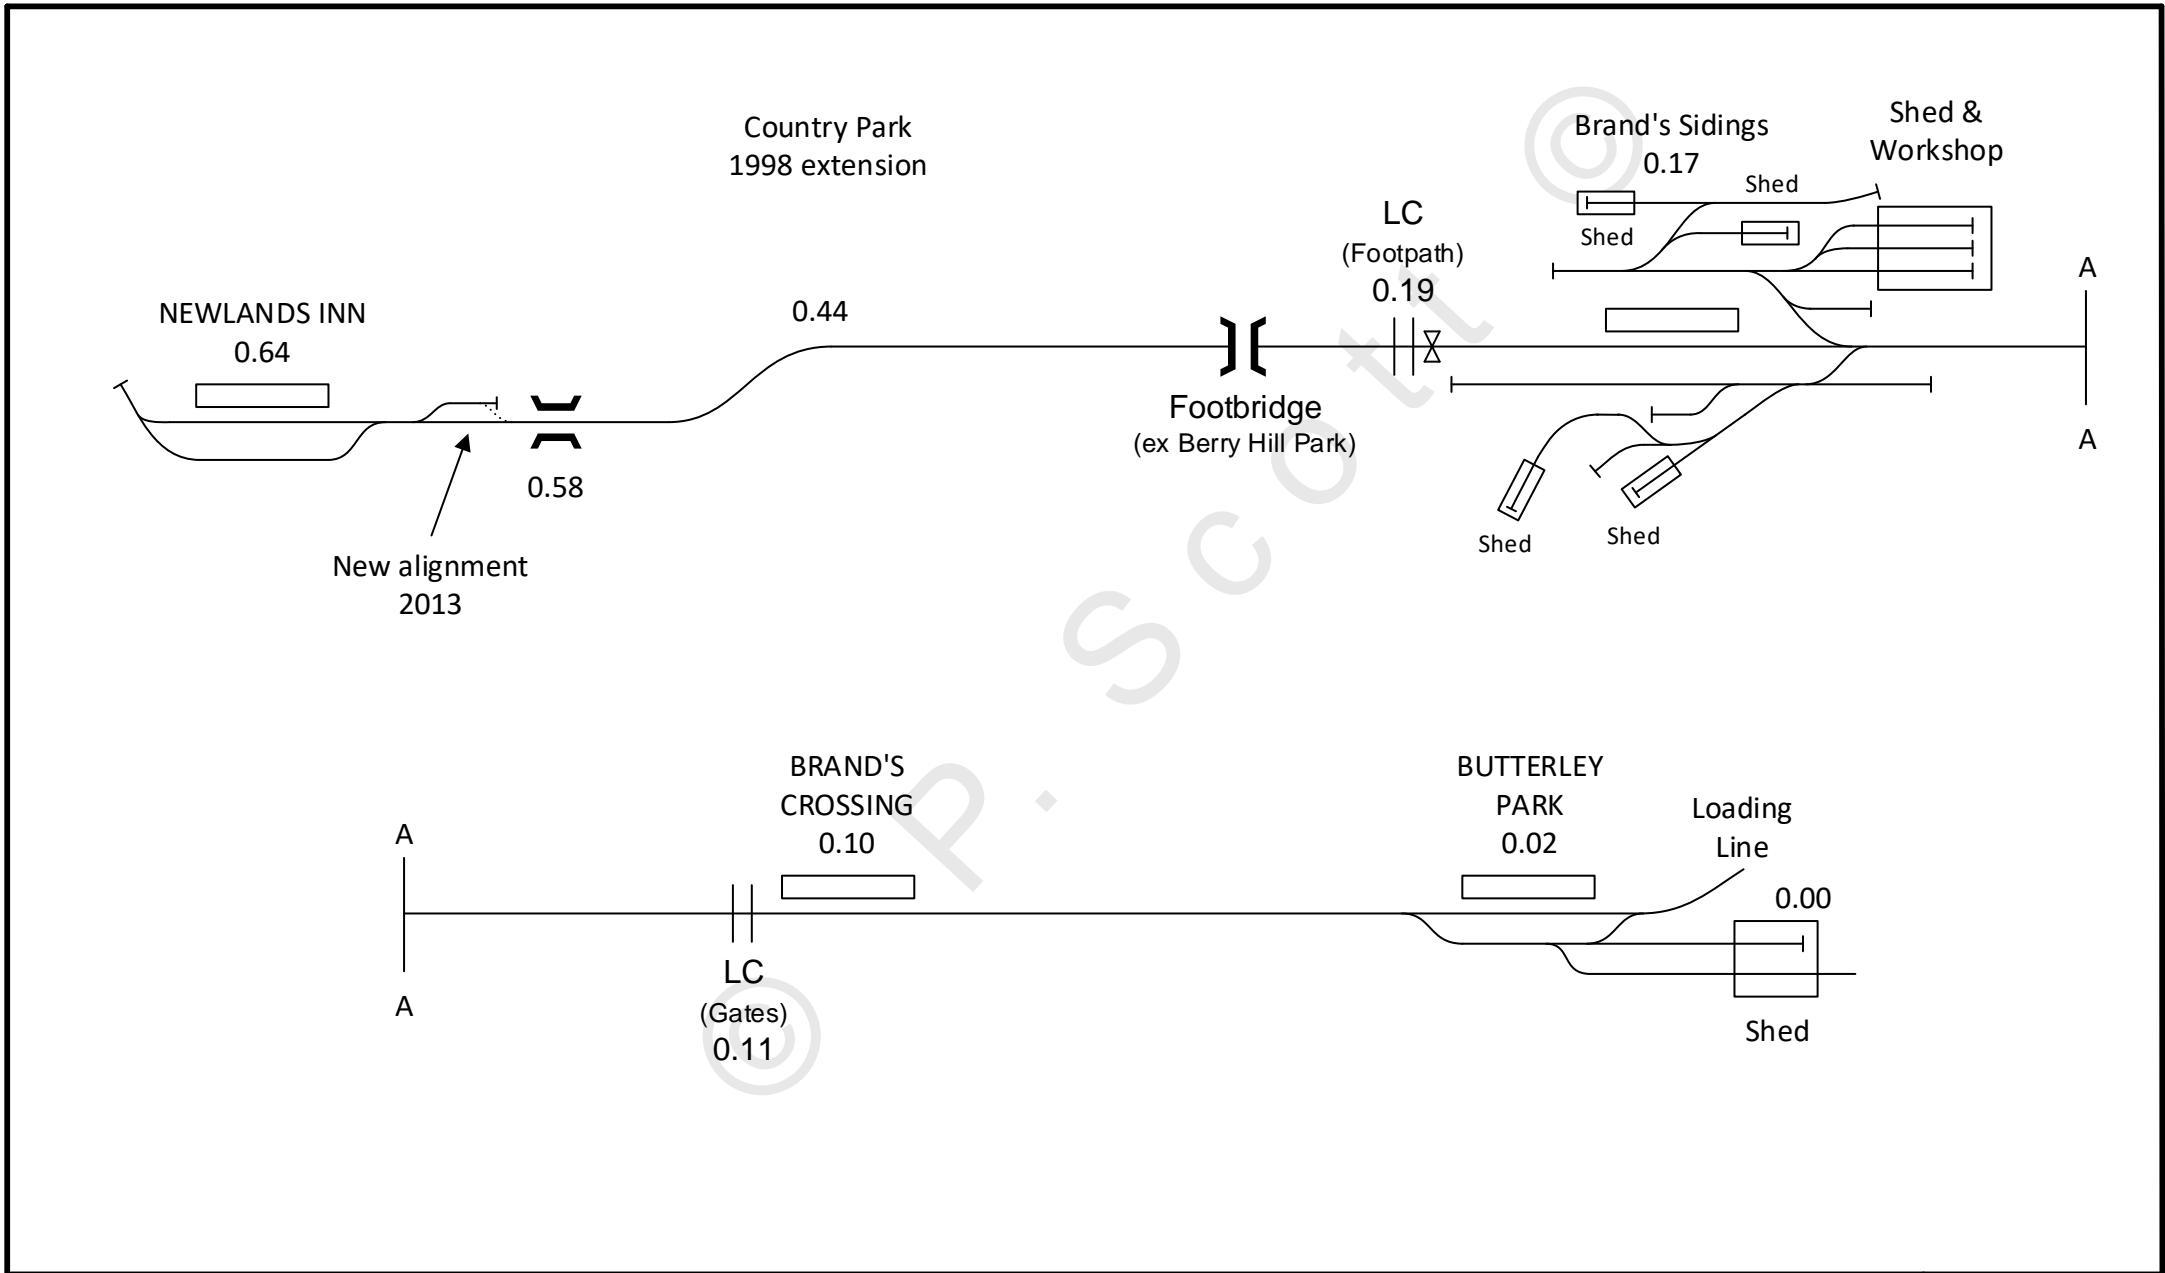 Country Park
1998 extension
Brand's Sidings
0.17
Shed &
Workshop
Shed
Shed
LC
(Footpath)
0.19
A
A
NEWLANDS INN
0.64
0.44
Footbridge
(ex Berry Hill Park)
0.58
New alignment
2013
Shed
Shed
BRAND'S
CROSSING
0.10
BUTTERLEY
PARK
0.02
Loading
Line
0.00
A
A
LC
(Gates)
0.11
Shed
© P. Scott ©